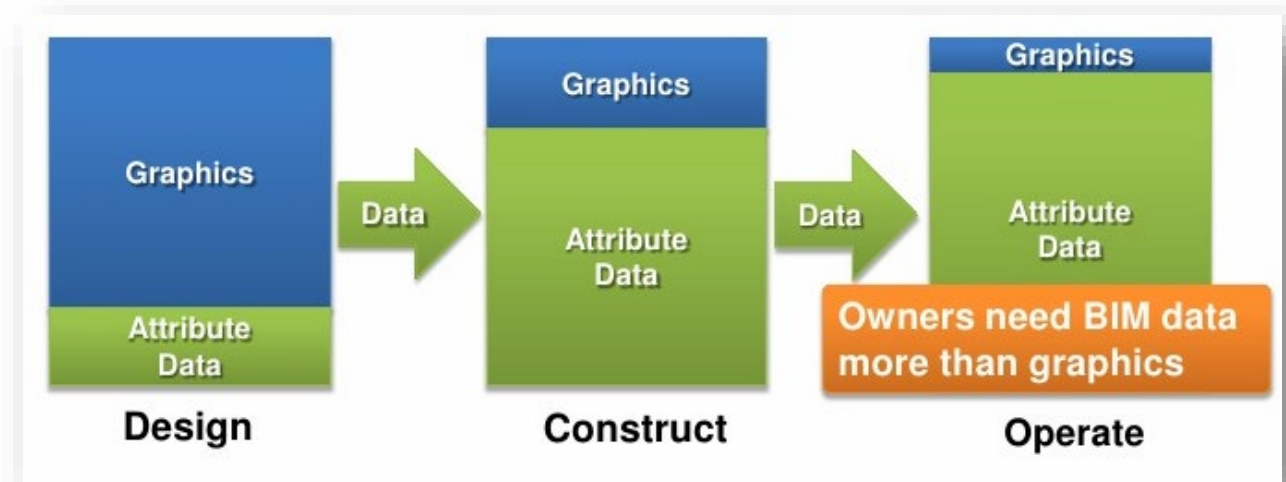 Graphics
Attribute
Data
Design
Data
Graphics
Attribute
Data
Construct
Data
Graphics
Attribute
Data
Owners need BIM data
more than graphics
Operate